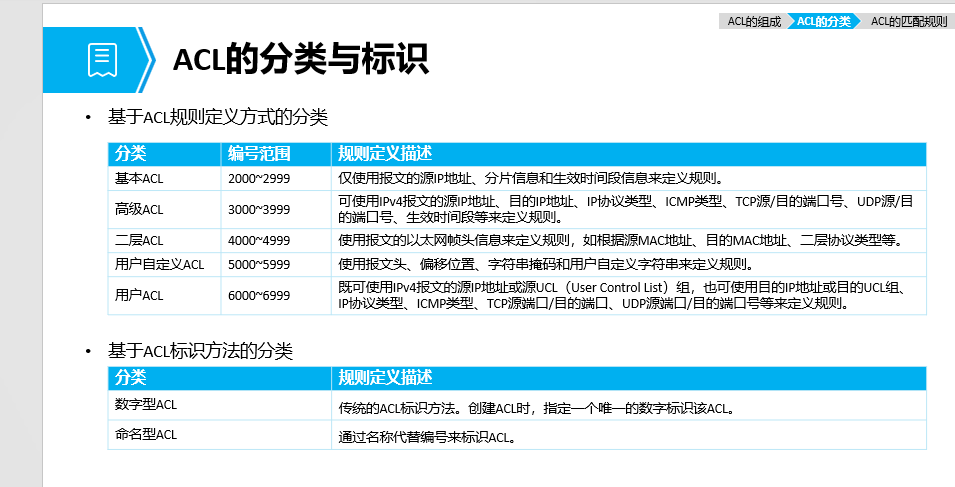 ACL的组成 ACL的分类 ACL的匹配规则
ACL的分类与标识
• 基于ACL规则定义方式的分类
分类 编号范围 规则定义描述
基本ACL 2000~2999 仅使用报文的源IP地址、分片信息和生效时间段信息来定义规则。
高级ACL 3000~3999 可使用IPv4报文的源IP地址、目的IP地址、IP协议类型、ICMP类型、TCP源/目的端口号、UDP源/目
的端口号、生效时间段等来定义规则。
二层ACL 4000~4999 使用报文的以太网帧头信息来定义规则，如根据源MAC地址、目的MAC地址、二层协议类型等。
用户自定义ACL 5000~5999 使用报文头、偏移位置、字符串掩码和用户自定义字符串来定义规则。
用户ACL 6000~6999 既可使用IPv4报文的源IP地址或源UCL（User Control List）组，也可使用目的IP地址或目的UCL组、
IP协议类型、ICMP类型、TCP源端口/目的端口、UDP源端口/目的端口号等来定义规则。
• 基于ACL标识方法的分类
分类 规则定义描述
数字型ACL 传统的ACL标识方法。创建ACL时，指定一个唯一的数字标识该ACL。
命名型ACL 通过名称代替编号来标识ACL。